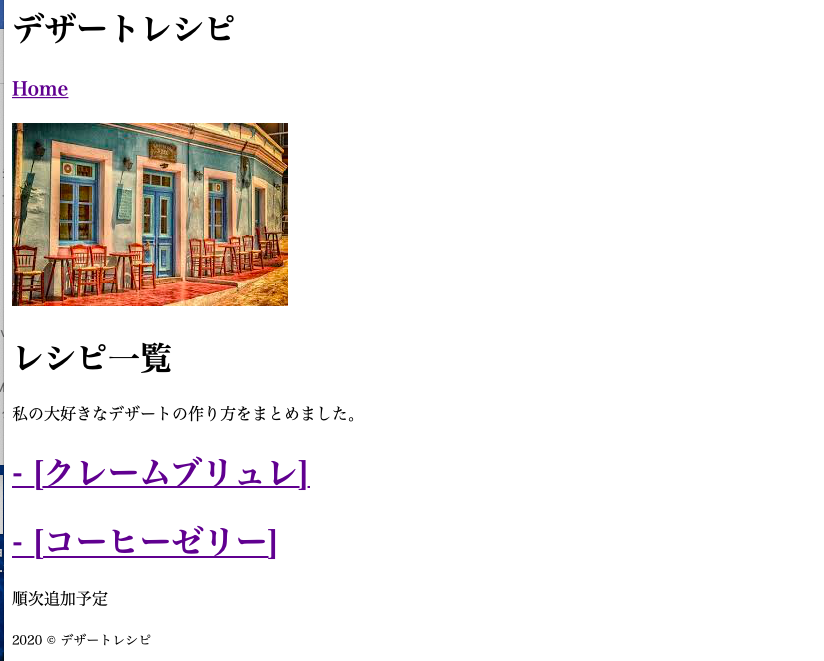 デザートレシピ
Home
レシピ一覧
私の大好きなデザートの作り方をまとめました。
- [クレームブリュレ]
- [コーヒーゼリー]
順次追加予定
2020 © デザートレシピ